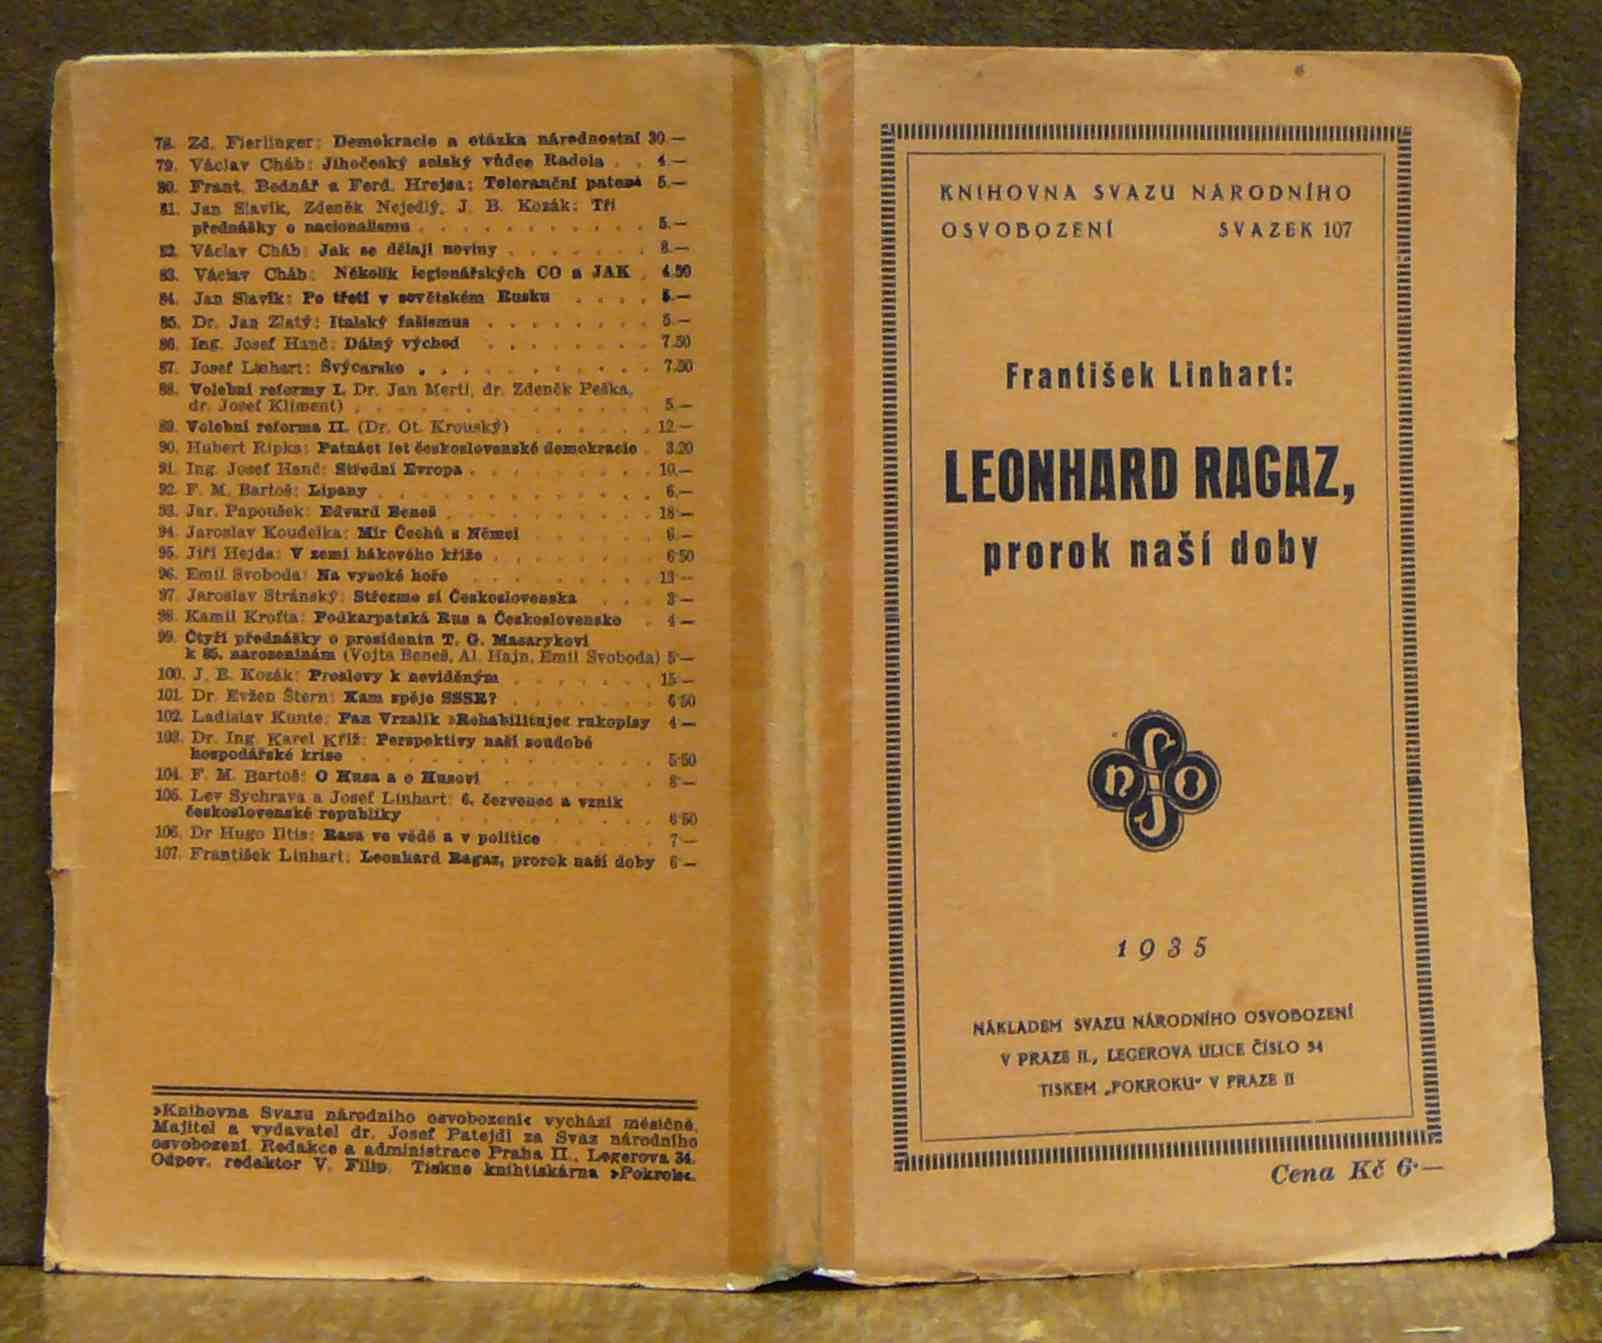 78. Zd. Fierlinger: Demokracie a otázka národnostní 30.—
79. Václav Cháb: Jihočeský selský vůdce Hadola . . 4.—
80. Frant. Bednář a Ferd. Hrejsa: Toleranční patent 5.—
81. Jan Slavík, Zdeněk Nejedlý, J. B. Kozák: Tři
přednášky o nacionalismu . . . . . . . . . . 5.—
82. Václav Cháb: Jak se dělají noviny . . . . . . . 8.—
83. Václav Cháb: Několik legionářských CO a JAK . 4.50
84. Jan Slavík: Po třetí v sovětském Rusku . . . . 5.—
85. Dr. Jan Zlatý: Italský fašismus . . . . . . . . 5.—
86. Ing. Josef Hanč: Dálný východ . . . . . . . . 7.50
87. Josef Linhart: Švýcarsko . . . . . . . . . . 7.50
88. Volební reformy I. Dr. Jan Mertl, dr. Zdeněk Peška,
dr. Josef Kliment) . . . . . . . . . . . . . 5.—
89. Volební reforma II. (Dr. Ot. Krouský) . . . . . . 12.—
90. Hubert Ripka: Patnáct let československé demokracie . 3.20
91. Ing. Josef Hanč: Střední Evropa . . . . . . . . 10.—
92. F. M. Bartoš: Lipany . . . . . . . . . . . . 6.—
93. Jar. Papoušek: Edvard Beneš . . . . . . . . . 18·—
94. Jaroslav Koudelka: Mír Čechů s Němci . . . . . . 6.—
95. Jiří Hejda: V zemi hákového kříže . . . . . . . 6·50
96. Emil Svoboda: Na vysoké hoře . . . . . . . . 13·—
97. Jaroslav Stránský: Střezme si Československa . . . 3·—
98. Kamil Krofta: Podkarpatská Rus a Československo . 4·—
99. Čtyři přednášky o presidentu T. G. Masarykovi
k 85. narozeninám (Vojta Beneš, Al. Hajn, Emil Svoboda) 5·—
100. J. B. Kozák: Proslovy k neviděným . . . . . . . 15·—
101. Dr. Evžen Štern: Kam spěje SSSR? . . . . . . . 6·50
102. Ladislav Kunte: Pan Vrzalík »Rehabilituje« rukopisy 4·—
103. Dr. Ing. Karel Kříž: Perspektivy naší soudobé
hospodářské krise . . . . . . . . . . . . . 5·50
104. F. M. Bartoš: O Husa a o Husovi . . . . . . . 8·—
105. Lev Sychrava a Josef Linhart: 6. červenec a vznik
československé republiky . . . . . . . . . . 6·50
106. Dr Hugo Iltis: Rasa ve vědě a v politice . . . . . 7·—
107. František Linhart: Leonhard Ragaz, prorok naší doby 6·—
»Knihovna Svazu národního osvobození« vychází měsíčně.
Majitel a vydavatel dr. Josef Patejdl za Svaz národního
osvobození. Redakce a administrace Praha II., Legerova 34.
Odpov. redaktor V. Filip. Tiskne knihtiskárna »Pokrok«.
KNIHOVNA SVAZU NÁRODNÍHO
OSVOBOZENÍ SVAZEK 107
František Linhart:
LEONHARD RAGAZ,
prorok naší doby
SNO
1935
NÁKLADEM SVAZU NÁRODNÍHO OSVOBOZENÍ
V PRAZE II., LEGEROVA ULICE ČÍSLO 34
TISKEM „POKROKU" V PRAZE II
Cena Kč 6·—